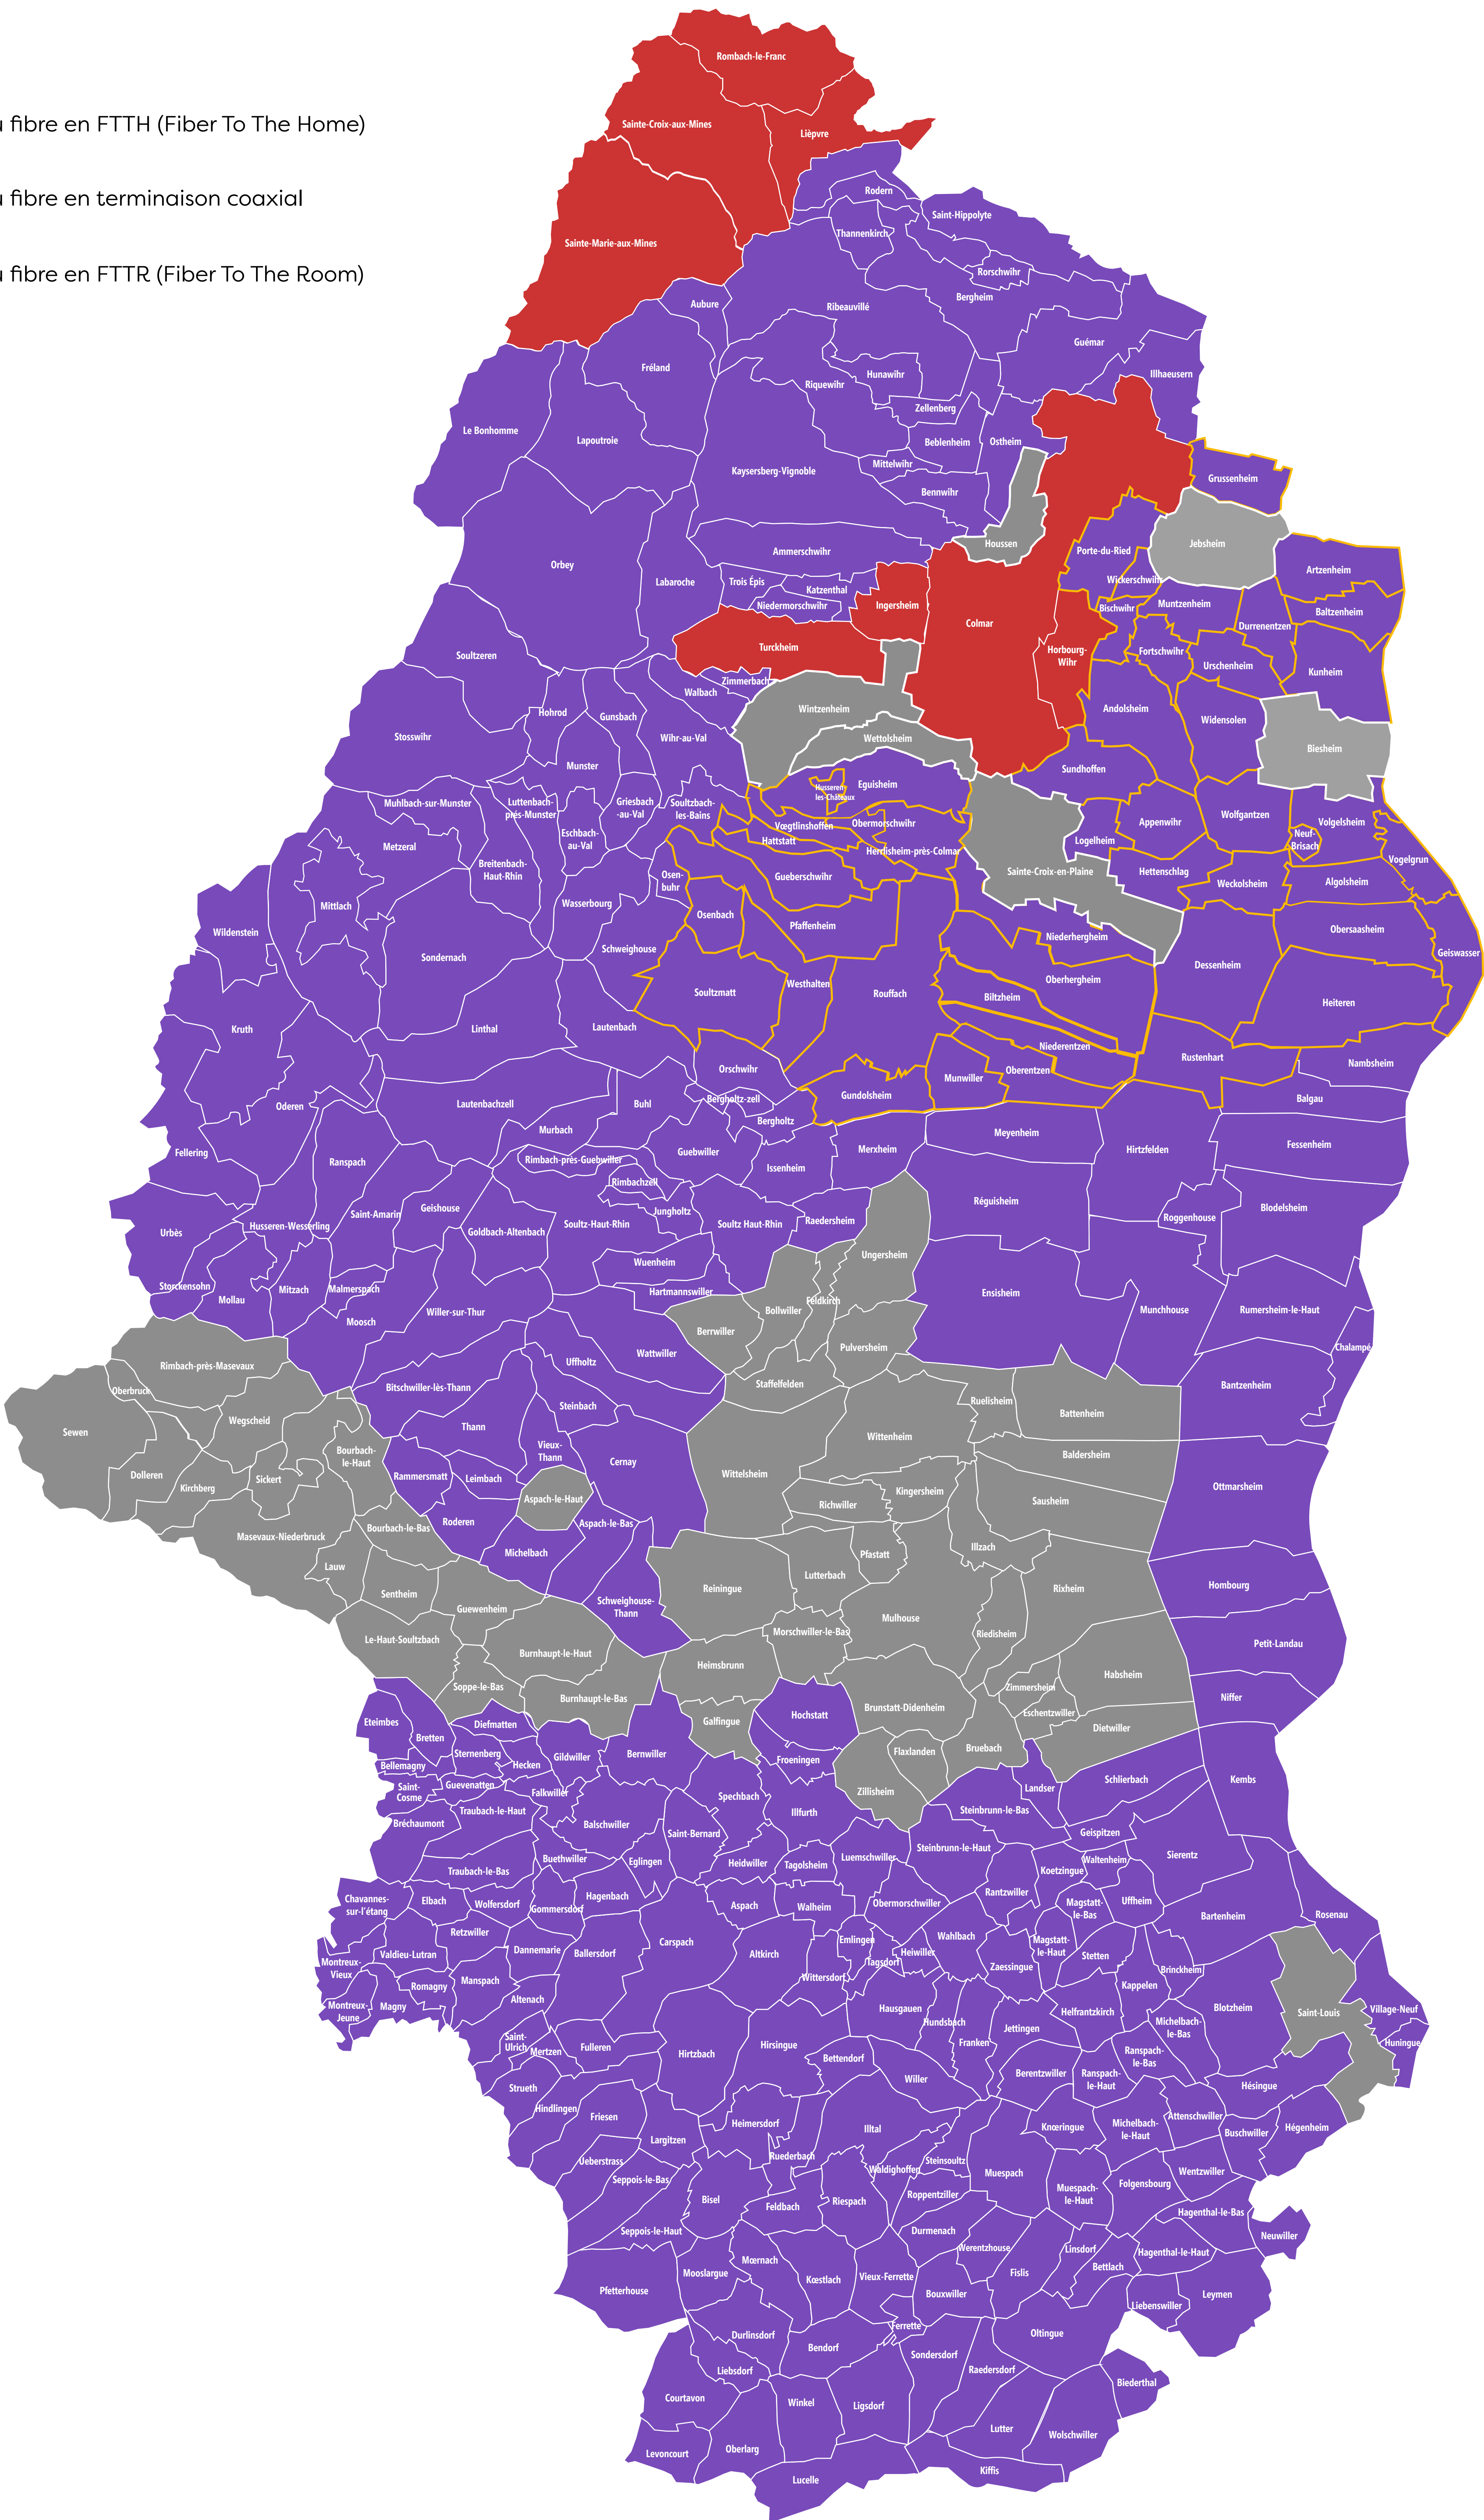 u fibre en FTTH (Fiber To The Home)
u fibre en terminaison coaxial
u fibre en FTTR (Fiber To The Room)
Rombach-le-Franc
Sainte-Croix-aux-Mines
Lièpvre
Rodern
Saint-Hippolyte
Thannenkirch
Sainte-Marie-aux-Mines
Rorschwihr
Bergheim
Aubure
Ribeauvillé
Guémar
Fréland
Hunawihr
Illhaeusern
Riquewihr
Zellenberg
Le Bonhomme
Lapoutroie
Beblenheim
Ostheim
Mittelwihr
Kaysersberg-Vignoble
Grussenheim
Bennwihr
Houssen
Jebsheim
Ammerschwihr
Porte-du-Ried
Orbey
Artzenheim
Labaroche
Trois Épis
Wickerschwihr
Katzenthal
Niedermorschwihr
Ingersheim
Bischwihr
Muntzenheim
Baltzenheim
Colmar
Durrenentzen
Turckheim
Horbourg-
Wihr
Fortschwihr
Soultzeren
Urschenheim
Kunheim
Zimmerbach
Walbach
Wintzenheim
Andolsheim
Hohrod
Gunsbach
Widensolen
Stosswihr
Wihr-au-Val
Wettolsheim
Biesheim
Munster
Sundhoffen
Eguisheim
Husseren-
les-Châteaux
Muhlbach-sur-Munster
Luttenbach-
près-Munster
Griesbach
-au-Val
Soultzbach-
les-Bains
Wolfgantzen
Vœgtlinshoffen
Obermorschwihr
Appenwihr
Volgelsheim
Eschbach-
au-Val
Neuf-
Brisach
Hattstatt
Logelheim
Metzeral
Herrlisheim-près-Colmar
Vogelgrun
Breitenbach-
Haut-Rhin
Osen-
buhr
Gueberschwihr
Sainte-Croix-en-Plaine
Hettenschlag
Weckolsheim
Algolsheim
Mittlach
Wasserbourg
Osenbach
Pfaffenheim
Wildenstein
Niederhergheim
Obersaasheim
Schweighouse
Sondernach
Geiswasser
Dessenheim
Oberhergheim
Westhalten
Soultzmatt
Rouffach
Biltzheim
Heiteren
Kruth
Linthal
Lautenbach
Niederentzen
Rustenhart
Nambsheim
Orschwihr
Oberentzen
Munwiller
Gundolsheim
Bergholtz-zell
Balgau
Oderen
Lautenbachzell
Buhl
Bergholtz
Murbach
Meyenheim
Fessenheim
Fellering
Guebwiller
Merxheim
Hirtzfelden
Ranspach
Rimbach-près-Guebwiller
Issenheim
Rimbachzell
Réguisheim
Geishouse
Blodelsheim
Saint-Amarin
Jungholtz
Roggenhouse
Husseren-Wesserling
Soultz-Haut-Rhin
Soultz Haut-Rhin
Raedersheim
Urbès
Goldbach-Altenbach
Ungersheim
Wuenheim
Storckensohn
Mitzach
Malmerspach
Hartmannswiller
Ensisheim
Mollau
Feldkirch
Willer-sur-Thur
Bollwiller
Munchhouse
Rumersheim-le-Haut
Moosch
Berrwiller
Pulversheim
Chalampé
Wattwiller
Rimbach-près-Masevaux
Uffholtz
Staffelfelden
Oberbruck
Bitschwiller-lès-Thann
Bantzenheim
Ruelisheim
Steinbach
Battenheim
Wegscheid
Thann
Sewen
Wittenheim
Vieux-
Thann
Bourbach-
le-Haut
Baldersheim
Cernay
Dolleren
Rammersmatt
Leimbach
Wittelsheim
Sickert
Kirchberg
Ottmarsheim
Kingersheim
Aspach-le-Haut
Richwiller
Sausheim
Roderen
Aspach-le-Bas
Bourbach-le-Bas
Masevaux-Niederbruck
Illzach
Michelbach
Pfastatt
Lauw
Lutterbach
Hombourg
Reiningue
Rixheim
Sentheim
Schweighouse-
Thann
Guewenheim
Mulhouse
Morschwiller-le-Bas
Riedisheim
Le-Haut-Soultzbach
Petit-Landau
Burnhaupt-le-Haut
Heimsbrunn
Habsheim
Soppe-le-Bas
Zimmersheim
Burnhaupt-le-Bas
Niffer
Brunstatt-Didenheim
Eschentzwiller
Hochstatt
Eteimbes
Galfingue
Diefmatten
Dietwiller
Bretten
Bruebach
Flaxlanden
Sternenberg
Bernwiller
Gildwiller
Froeningen
Hecken
Bellemagny
Schlierbach
Kembs
Guevenatten
Saint-
Cosme
Landser
Zillisheim
Falkwiller
Spechbach
Steinbrunn-le-Bas
Traubach-le-Haut
Illfurth
Bréchaumont
Balschwiller
Saint-Bernard
Geispitzen
Steinbrunn-le-Haut
Sierentz
Buethwiller
Eglingen
Luemschwiller
Heidwiller
Tagolsheim
Waltenheim
Traubach-le-Bas
Koetzingue
Rantzwiller
Hagenbach
Chavannes-
sur-l'étang
Elbach
Wolfersdorf
Obermorschwiller
Magstatt-
le-Bas
Uffheim
Aspach
Walheim
Gommersdorf
Bartenheim
Rosenau
Retzwiller
Wahlbach
Emlingen
Carspach
Magstatt-
le-Haut
Dannemarie
Ballersdorf
Altkirch
Heiwiller
Valdieu-Lutran
Stetten
Tagsdorf
Montreux-
Vieux
Zaessingue
Brinckheim
Wittersdorf
Manspach
Romagny
Kappelen
Altenach
Montreux-
Jeune
Magny
Hausgauen
Blotzheim
Village-Neuf
Helfrantzkirch
Saint-Louis
Michelbach-
le-Bas
Hundsbach
Jettingen
Saint-
Ulrich
Franken
Huningue
Hirsingue
Fulleren
Mertzen
Hirtzbach
Bettendorf
Ranspach-
le-Bas
Berentzwiller
Ranspach-
le-Haut
Willer
Strueth
Hésingue
Hindlingen
Friesen
Attenschwiller
Heimersdorf
Michelbach-
le-Haut
Knœringue
Hégenheim
Illtal
Buschwiller
Largitzen
Ruederbach
Steinsoultz
Ueberstrass
Waldighoffen
Wentzwiller
Muespach
Seppois-le-Bas
Folgensbourg
Muespach-
le-Haut
Roppentziller
Bisel
Riespach
Feldbach
Hagenthal-le-Bas
Seppois-le-Haut
Durmenach
Neuwiller
Werentzhouse
Linsdorf
Hagenthal-le-Haut
Mœrnach
Bettlach
Mooslargue
Fislis
Kœstlach
Vieux-Ferrette
Pfetterhouse
Bouxwiller
Leymen
Liebenswiller
Ferrette
Oltingue
Durlinsdorf
Bendorf
Sondersdorf
Raedersdorf
Liebsdorf
Biederthal
Courtavon
Winkel
Ligsdorf
Lutter
Wolschwiller
Oberlarg
Levoncourt
Kiffis
Lucelle